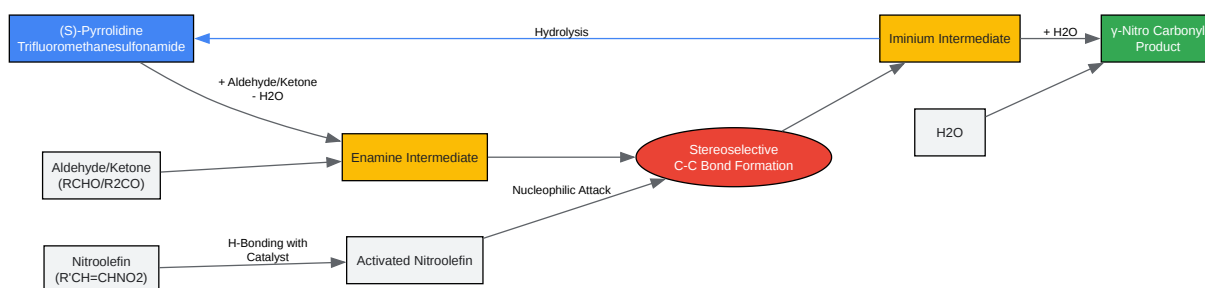 (S)-Pyrrolidine
Trifluoromethanesulfonamide
Hydrolysis
Iminium Intermediate
+ H2O
γ-Nitro Carbonyl
Product
+ Aldehyde/Ketone
- H2O
H2O
Enamine Intermediate
Stereoselective
C-C Bond Formation
Aldehyde/Ketone
(RCHO/R2CO)
Nucleophilic Attack
Nitroolefin
(R'CH=CHNO2)
H-Bonding with
Catalyst
Activated Nitroolefin